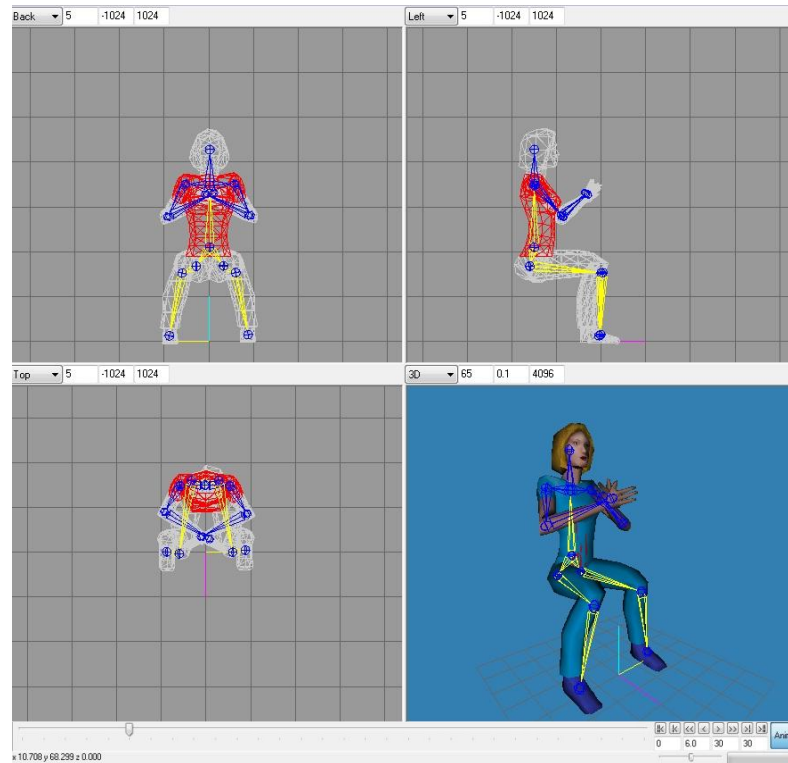 Back 5 -1024 1024
Left 5 -1024 1024
Top 5 -1024 1024
3D 65 0.1 4096
0 6.0 30 30 Anim
x 10.708 y 68.299 z 0.000